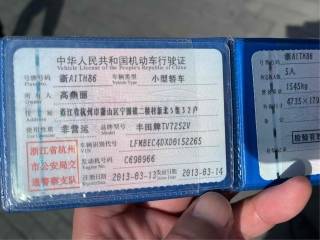 中华人民共和国机动车行驶证
Vehicle License of the People's Republic of China
号牌号码 浙A1TH86 车辆类型 小型轿车
所有人 高燕丽
住址 浙江省杭州市萧山区宁围镇二桥村新北5组32户
使用性质 非营运 品牌型号 丰田牌TV7252V
浙江省杭州
市公安局交
通警察支队
车辆识别代号 LFMBEC4DXD0152265
发动机号码 C698966
注册日期 2013-03-13 发证日期 2013-03-14
浙A1TH86
5人
1545kg
4735×17
检验有